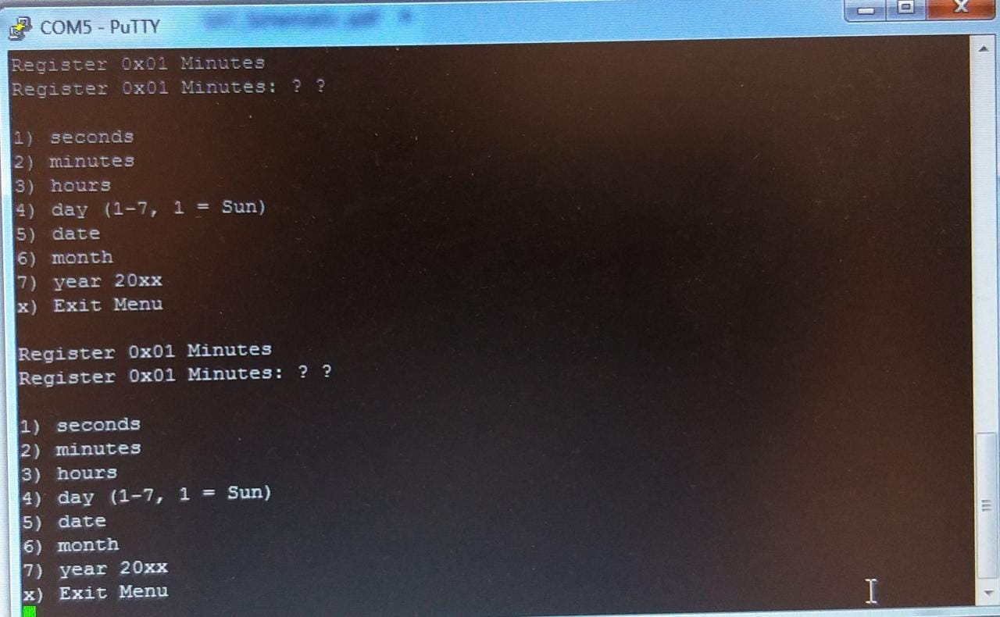 COM5 - PuTTY
Register 0x01 Minutes
Register 0x01 Minutes: ? ?
1) seconds
2) minutes
3) hours
4) day (1-7, 1 = Sun)
5) date
6) month
7) year 20xx
x) Exit Menu
Register 0x01 Minutes
Register 0x01 Minutes: ? ?
1) seconds
2) minutes
3) hours
4) day (1-7, 1 = Sun)
5) date
6) month
7) year 20xx
x) Exit Menu